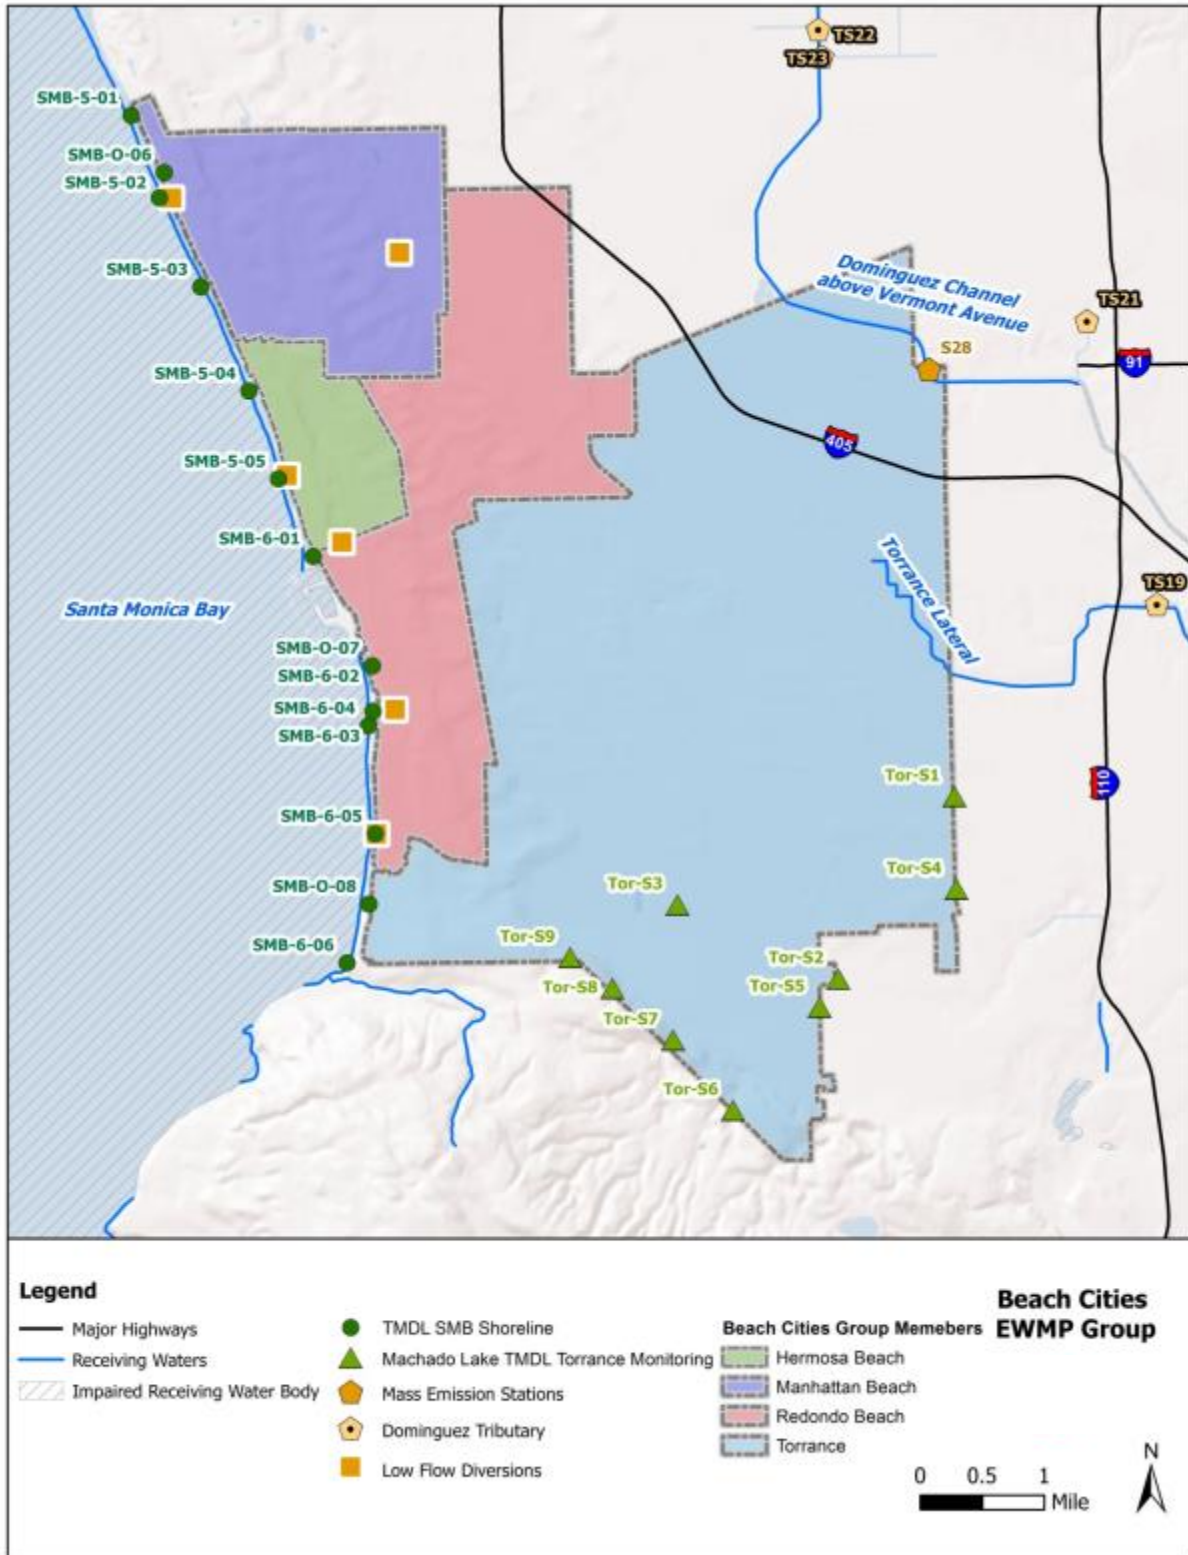 TS22
TS23
SMB-5-01
SMB-O-06
SMB-5-02
SMB-5-03
Dominguez Channel
above Vermont Avenue
TS21
S28
91
SMB-5-04
405
SMB-5-05
SMB-6-01
Torrance Lateral
TS19
Santa Monica Bay
SMB-O-07
SMB-6-02
SMB-6-04
SMB-6-03
Tor-S1
110
SMB-6-05
Tor-S4
Tor-S3
SMB-O-08
SMB-6-06
Tor-S9
Tor-S2
Tor-S8
Tor-S5
Tor-S7
Tor-S6
Legend
Major Highways
Receiving Waters
Impaired Receiving Water Body
TMDL SMB Shoreline
Machado Lake TMDL Torrance Monitoring
Mass Emission Stations
Dominguez Tributary
Low Flow Diversions
Beach Cities Group Memebers
Hermosa Beach
Manhattan Beach
Redondo Beach
Torrance
Beach Cities
EWMP Group
N
0 0.5 1
Mile